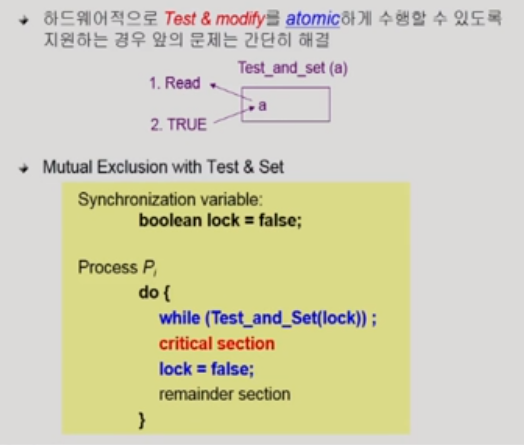 하드웨어적으로 Test & modify를 atomic하게 수행할 수 있도록
지원하는 경우 앞의 문제는 간단히 해결
Test_and_set (a)
1. Read
a
2. TRUE
Mutual Exclusion with Test & Set
Synchronization variable:
boolean lock = false;
Process Pi
do {
while (Test_and_Set(lock)) ;
critical section
lock = false;
remainder section
}